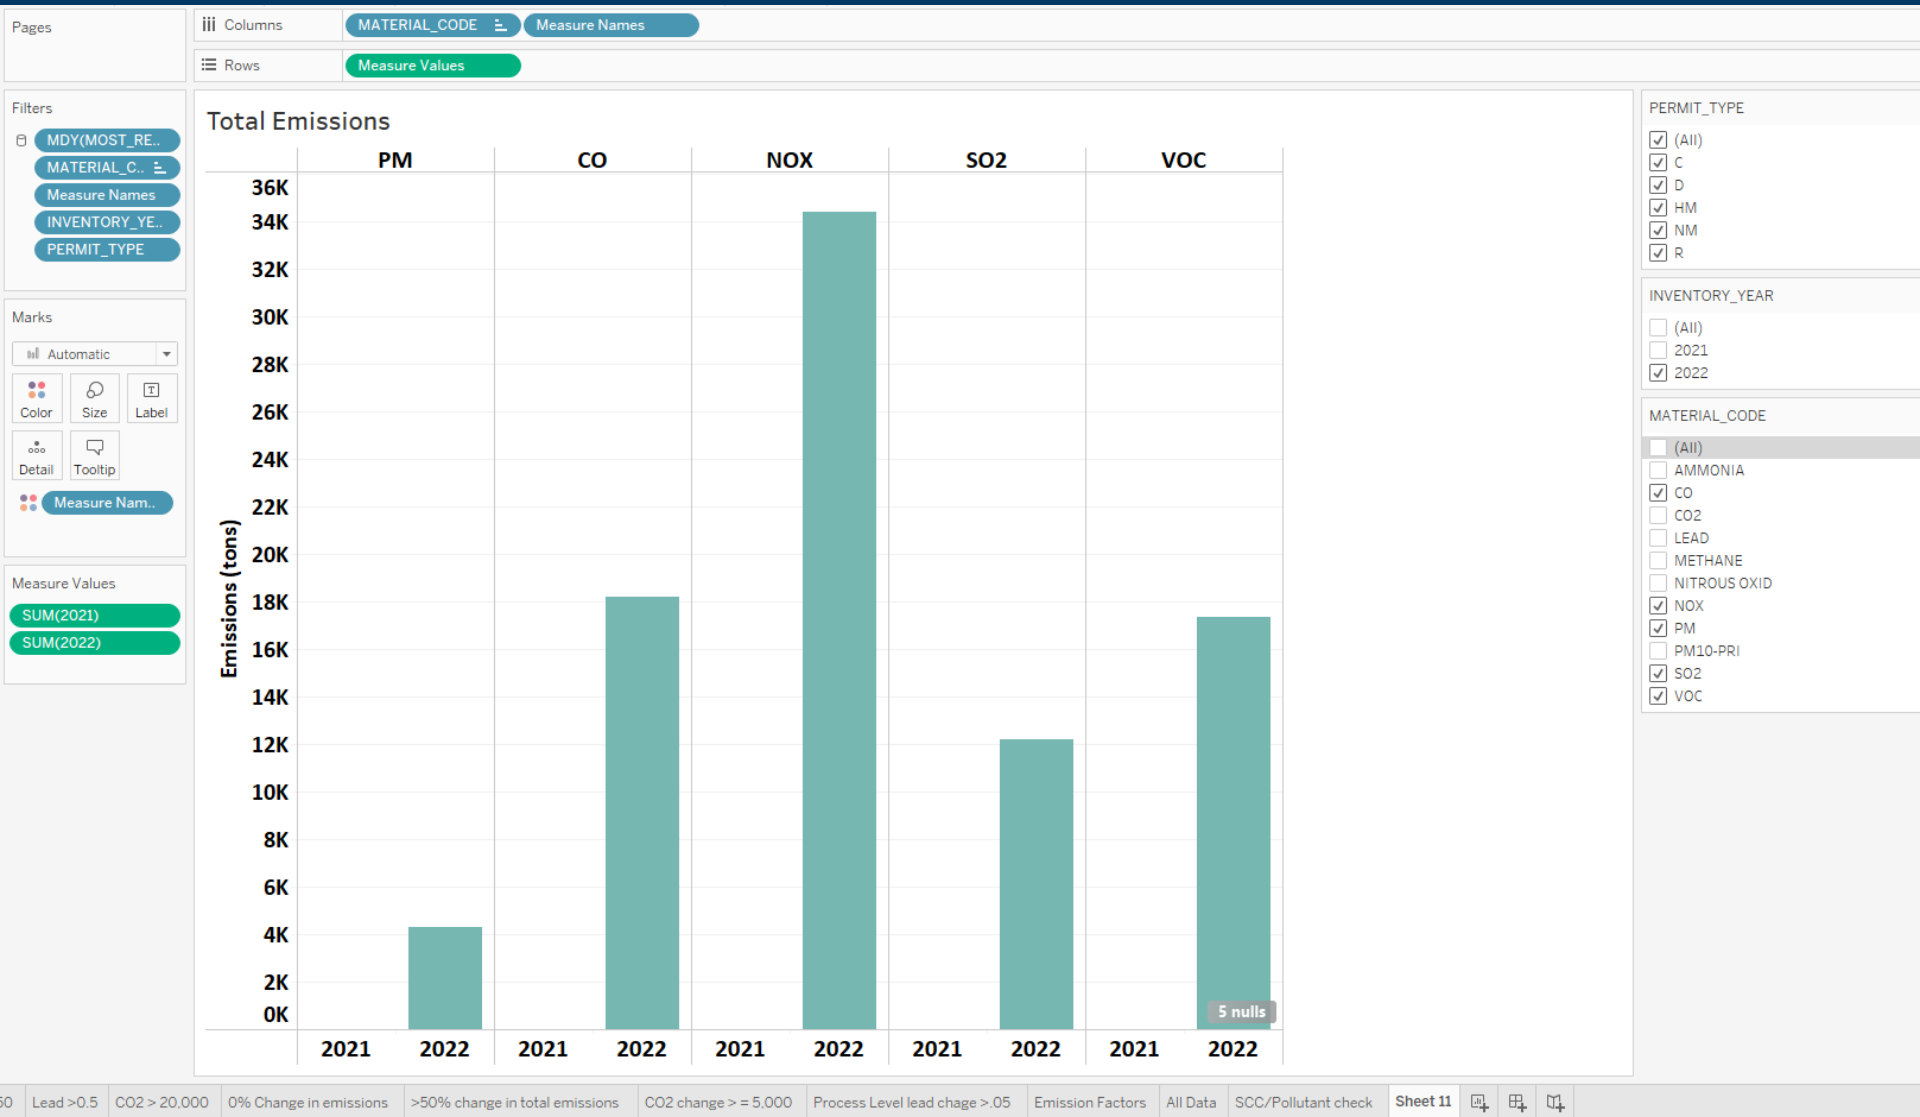 Pages
Columns
MATERIAL_CODE
Measure Names
Rows
Measure Values
Filters
MDY(MOST_RE..
MATERIAL_C..
Measure Names
INVENTORY_YE..
PERMIT_TYPE
Marks
Automatic
Color
Size
Label
Detail
Tooltip
Measure Nam..
Measure Values
SUM(2021)
SUM(2022)
Total Emissions
PM CO NOX SO2 VOC
Emissions (tons)
36K
34K
32K
30K
28K
26K
24K
22K
20K
18K
16K
14K
12K
10K
8K
6K
4K
2K
0K
5 nulls
2021 2022 2021 2022 2021 2022 2021 2022 2021 2022
PERMIT_TYPE
(All)
C
D
HM
NM
R
INVENTORY_YEAR
(All)
2021
2022
MATERIAL_CODE
(All)
AMMONIA
CO
CO2
LEAD
METHANE
NITROUS OXID
NOX
PM
PM10-PRI
SO2
VOC
50 Lead >0.5 CO2 > 20,000 0% Change in emissions >50% change in total emissions CO2 change > = 5,000 Process Level lead chage >.05 Emission Factors All Data SCC/Pollutant check Sheet 11